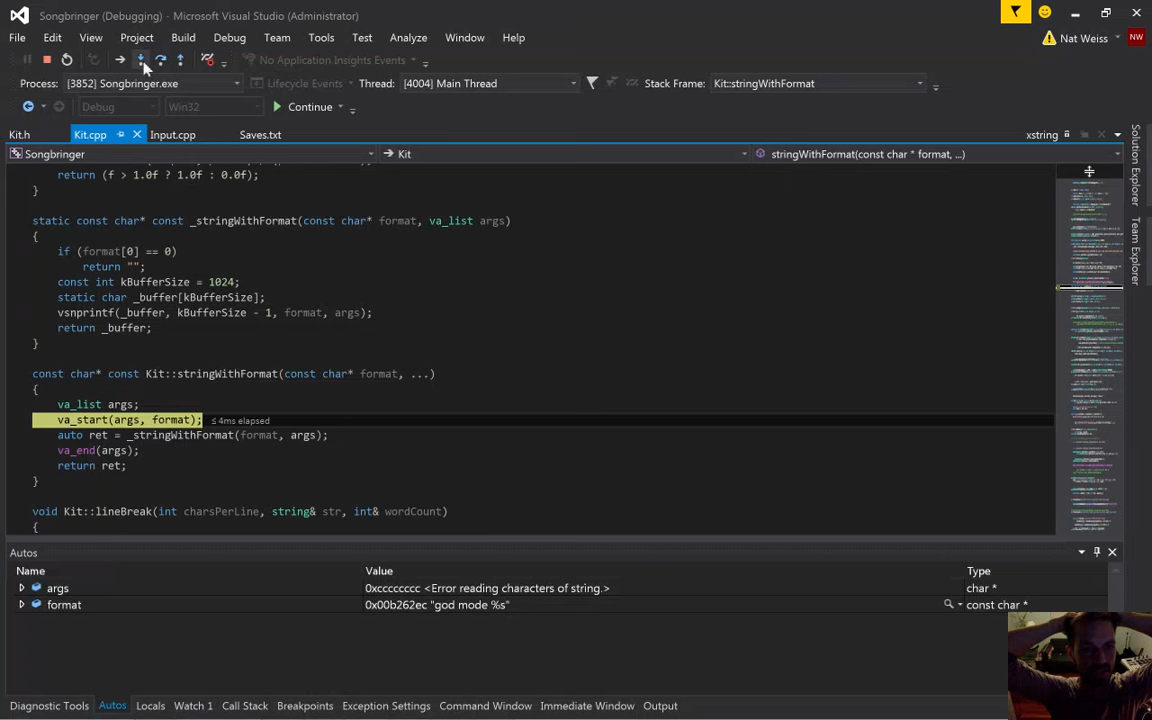 Songbringer (Debugging) - Microsoft Visual Studio (Administrator)
File Edit View Project Build Debug Team Tools Test Analyze Window Help
Nat Weiss NW
No Application Insights Events
Process: [3852] Songbringer.exe Lifecycle Events Thread: [4004] Main Thread Stack Frame: Kit::stringWithFormat
Debug Win32 Continue
Kit.h Kit.cpp Input.cpp Saves.txt xstring
Songbringer Kit stringWithFormat(const char * format, ...)
return (f > 1.0f ? 1.0f : 0.0f);
}
static const char* const _stringWithFormat(const char* format, va_list args)
{
if (format[0] == 0)
return "";
const int kBufferSize = 1024;
static char _buffer[kBufferSize];
vsnprintf(_buffer, kBufferSize - 1, format, args);
return _buffer;
}
const char* const Kit::stringWithFormat(const char* format, ...)
{
va_list args;
va_start(args, format); ≤ 4ms elapsed
auto ret = _stringWithFormat(format, args);
va_end(args);
return ret;
}
void Kit::lineBreak(int charsPerLine, string& str, int& wordCount)
{
Solution Explorer
Team Explorer
Autos
Name Value Type
args 0xcccccccc <Error reading characters of string.> char *
format 0x00b262ec "god mode %s" const char *
Diagnostic Tools Autos Locals Watch 1 Call Stack Breakpoints Exception Settings Command Window Immediate Window Output